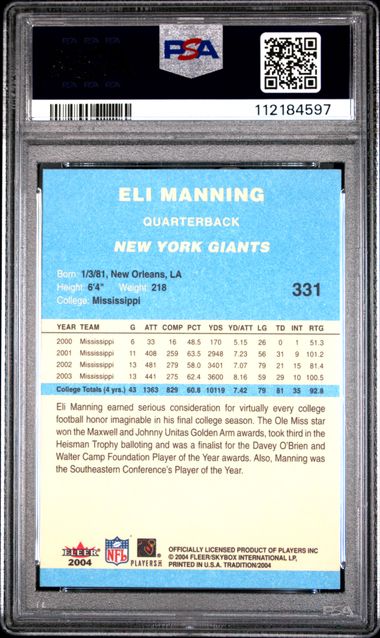 PSA
112184597
ELI MANNING
QUARTERBACK
NEW YORK GIANTS
Born: 1/3/81, New Orleans, LA
Height: 6'4" Weight: 218
College: Mississippi
331
YEAR TEAM G ATT COMP PCT YDS YD/ATT LG TD INT RTG
2000 Mississippi 6 33 16 48.5 170 5.15 26 0 1 51.3
2001 Mississippi 11 408 259 63.5 2948 7.23 56 31 9 101.2
2002 Mississippi 13 481 279 58.0 3401 7.07 79 21 15 81.4
2003 Mississippi 13 441 275 62.4 3600 8.16 59 29 10 100.5
College Totals (4 yrs.) 43 1363 829 60.8 10119 7.42 79 81 35 92.8
Eli Manning earned serious consideration for virtually every college
football honor imaginable in his final college season. The Ole Miss star
won the Maxwell and Johnny Unitas Golden Arm awards, took third in the
Heisman Trophy balloting and was a finalist for the Davey O'Brien and
Walter Camp Foundation Player of the Year awards. Also, Manning was
the Southeastern Conference's Player of the Year.
FLEER
2004
NFL
PLAYERS
OFFICIALLY LICENSED PRODUCT OF PLAYERS INC
© 2004 FLEER/SKYBOX INTERNATIONAL LP,
PRINTED IN U.S.A. TRADITION/2004
PSA